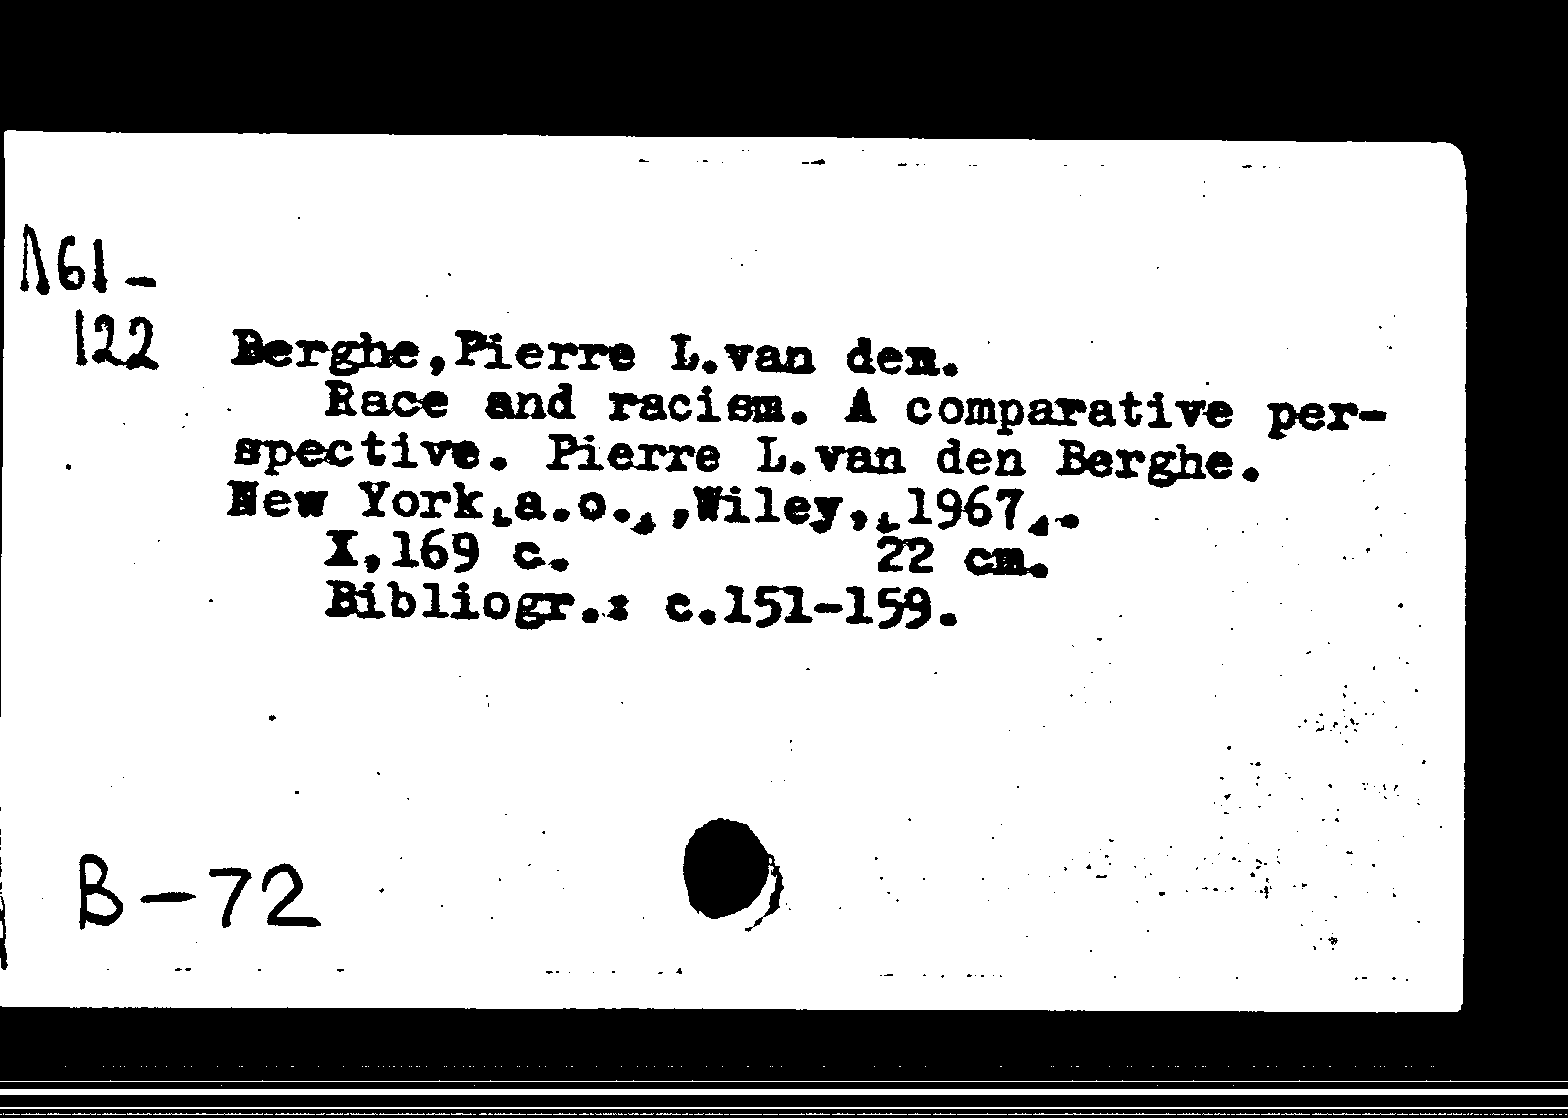 Л61-
122
Berghe,Pierre L.van den.
Race and racism. A comparative per-
spective. Pierre L.van den Berghe.
New York[a.o.],Wiley,[1967].
X,169 c. 22 cm.
Bibliogr.: c.151-159.
B-72